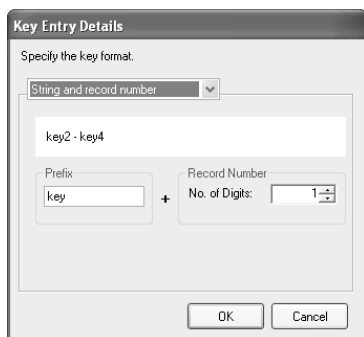 Key Entry Details
Specify the key format.
String and record number
key2 - key4
Prefix
Record Number
key
+
No. of Digits:
1
OK
Cancel